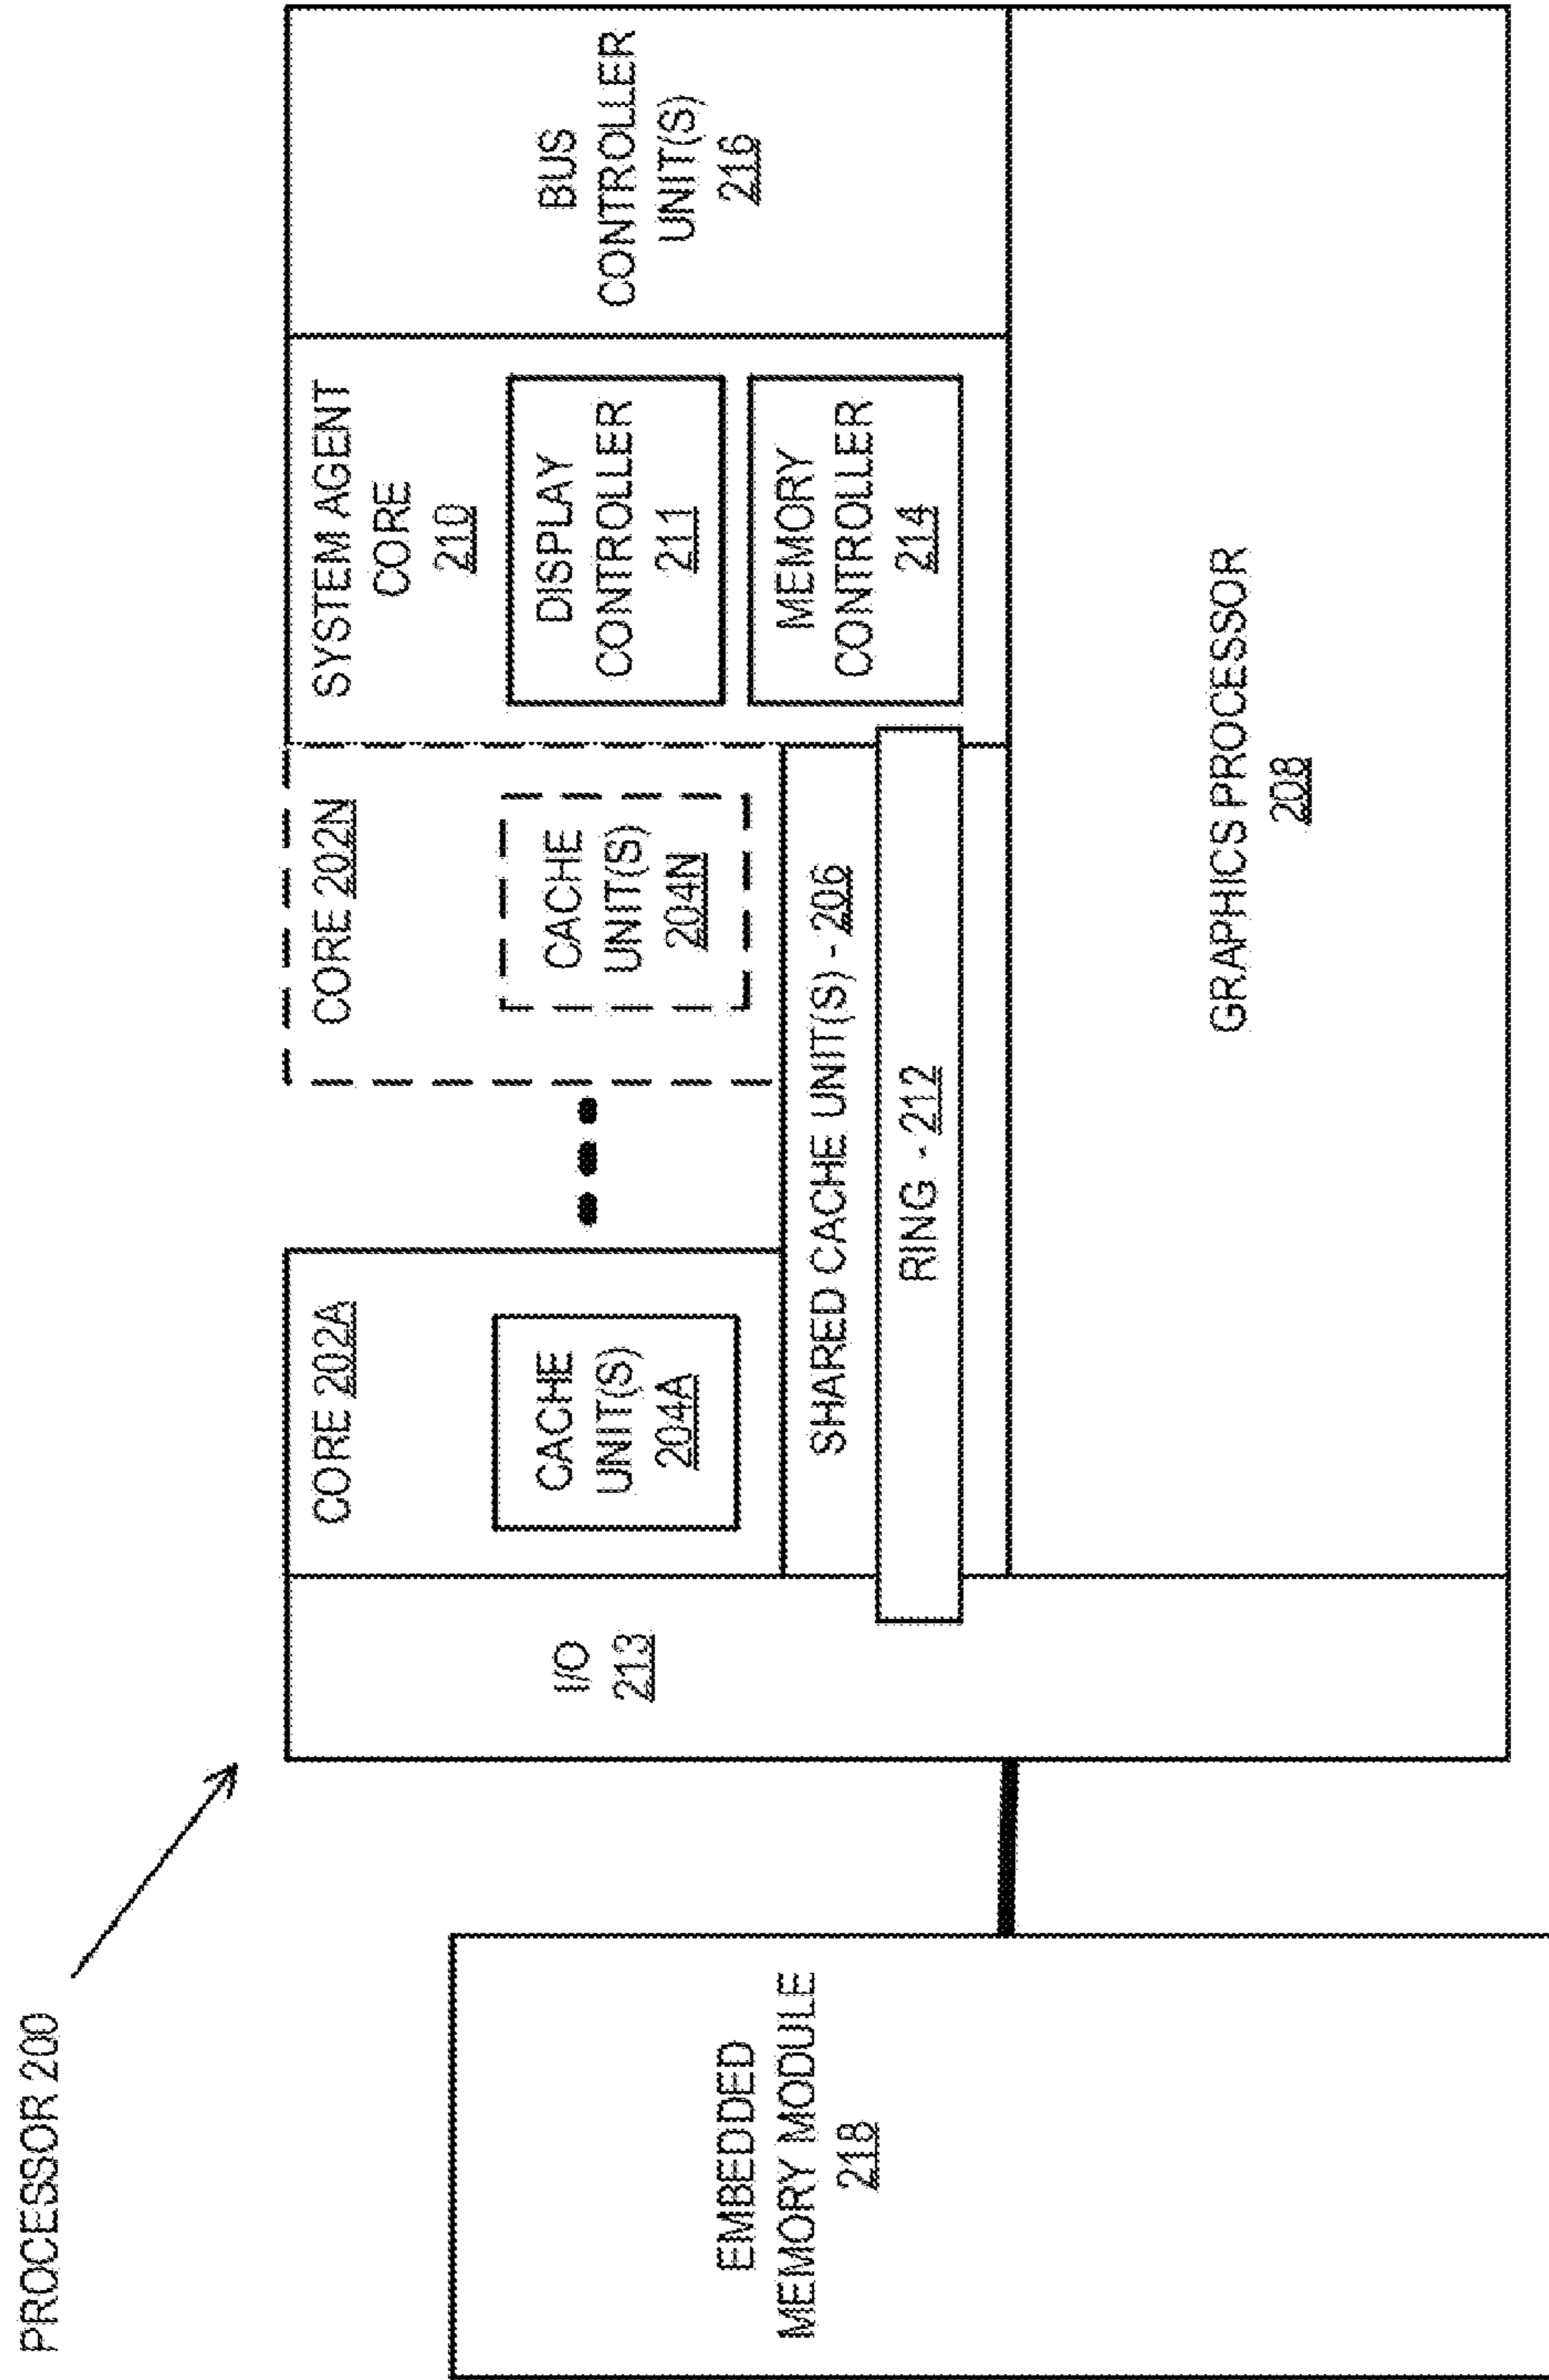 PROCESSOR 200
EMBEDDED
MEMORY MODULE
218
I/O
213
CORE 202A
CACHE
UNIT(S)
204A
CORE 202N
CACHE
UNIT(S)
204N
SHARED CACHE UNIT(S) - 206
RING - 212
SYSTEM AGENT
CORE
210
DISPLAY
CONTROLLER
211
MEMORY
CONTROLLER
214
BUS
CONTROLLER
UNIT(S)
216
GRAPHICS PROCESSOR
208